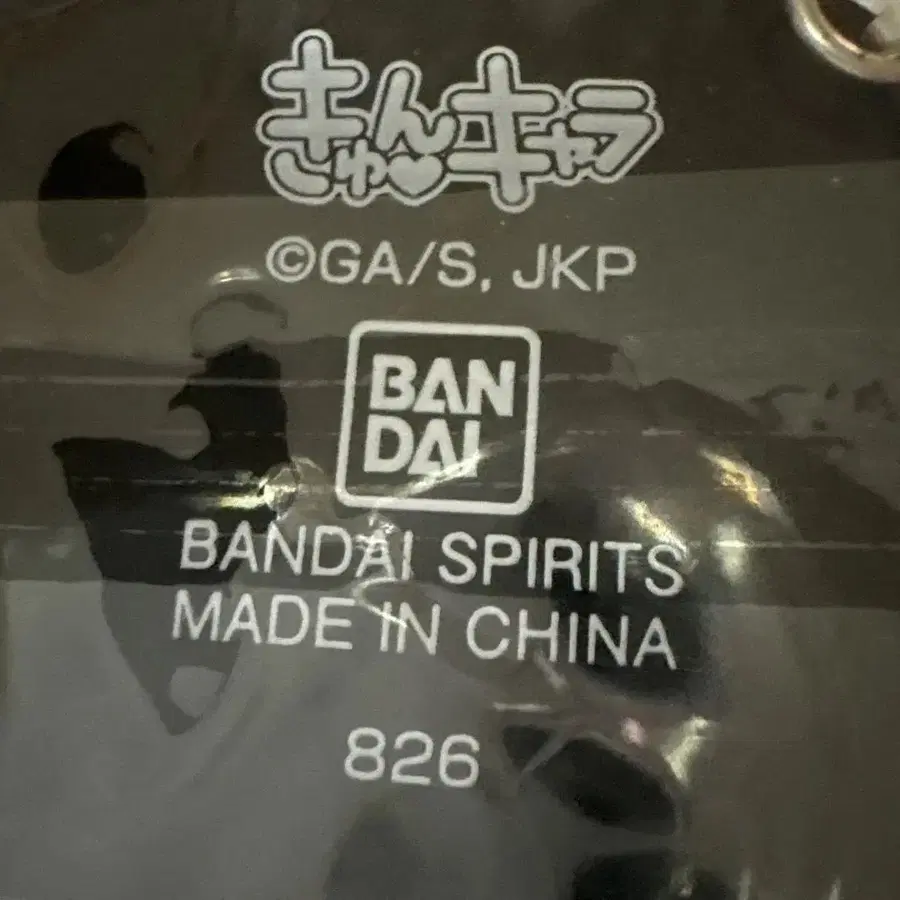 きゅんキャラ
©GA/S, JKP
BAN
DAI
BANDAI SPIRITS
MADE IN CHINA
826